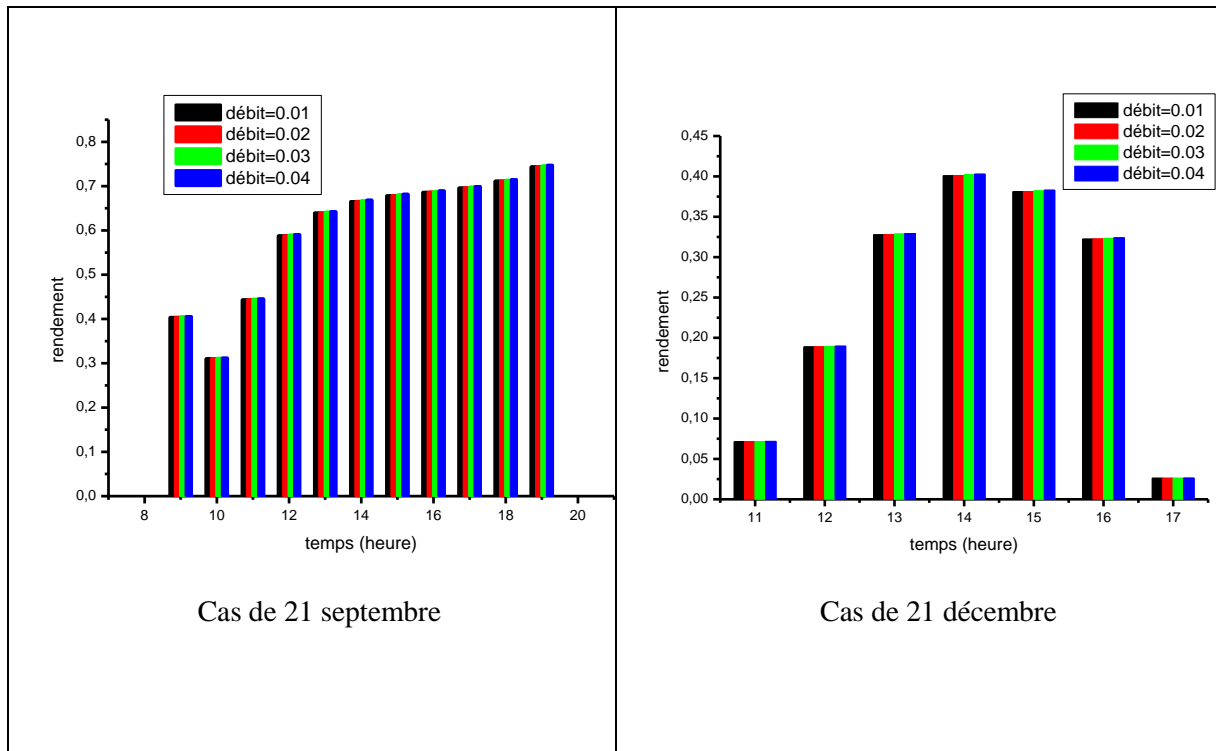 débit=0.01
débit=0.02
débit=0.03
débit=0.04
0,8
0,7
0,6
0,5
0,4
0,3
0,2
0,1
0,0
rendement
8 10 12 14 16 18 20
temps (heure)
Cas de 21 septembre
débit=0.01
débit=0.02
débit=0.03
débit=0.04
0,45
0,40
0,35
0,30
0,25
0,20
0,15
0,10
0,05
0,00
rendement
11 12 13 14 15 16 17
temps (heure)
Cas de 21 décembre